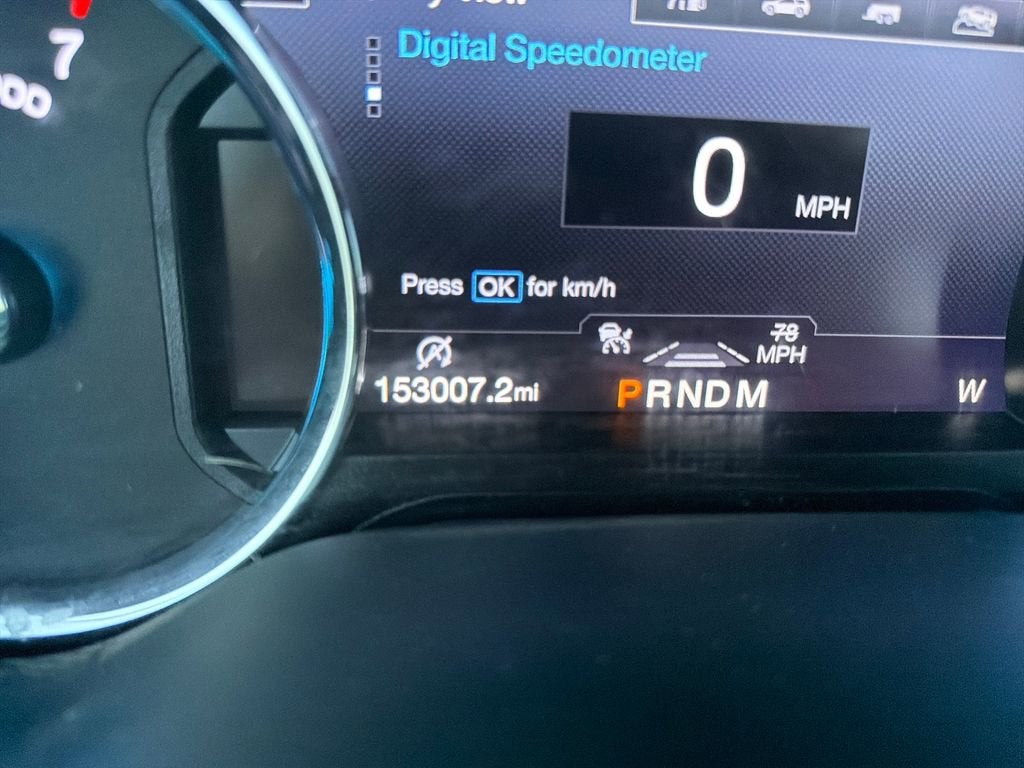 7
Digital Speedometer
0
MPH
Press OK for km/h
78
MPH
153007.2mi
PRNDM
W